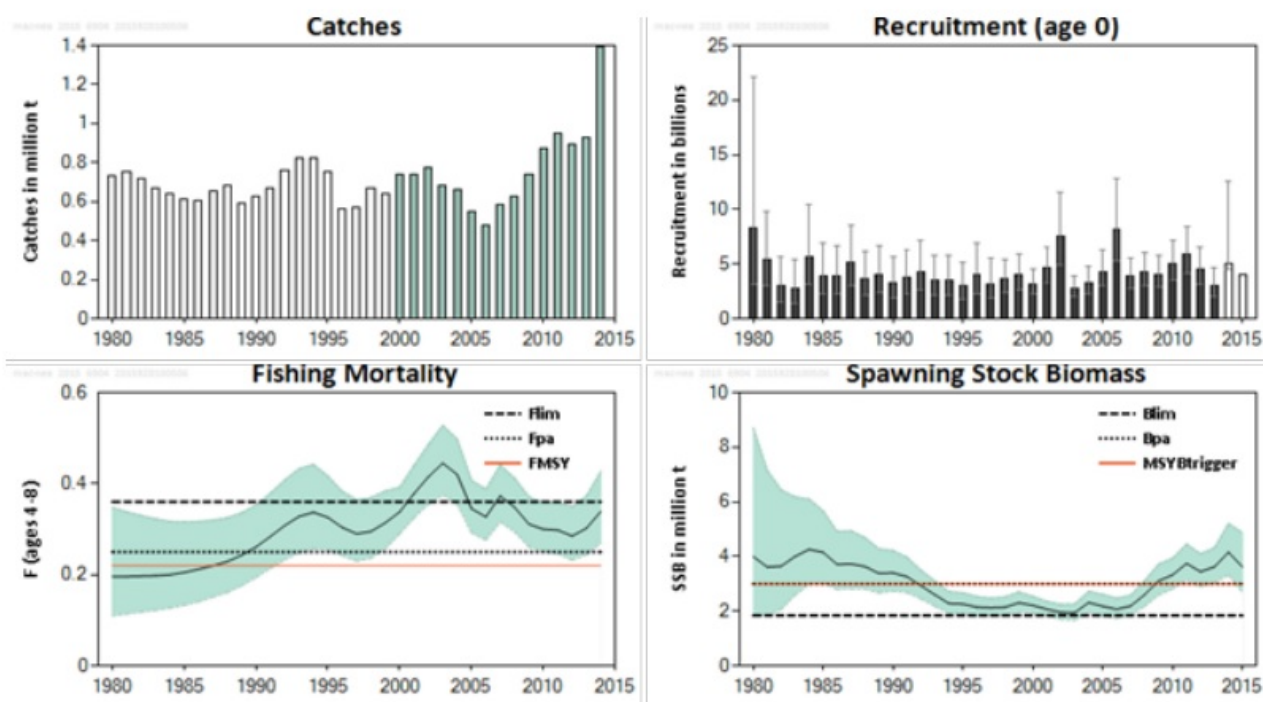 Catches
Catches in million t
1.4
1.2
1
0.8
0.6
0.4
0.2
0
1980 1985 1990 1995 2000 2005 2010 2015
Recruitment (age 0)
Recruitment in billions
25
20
15
10
5
0
1980 1985 1990 1995 2000 2005 2010 2015
Fishing Mortality
F (ages 4-8)
0.6
0.4
0.2
0
Flim
Fpa
FMSY
1980 1985 1990 1995 2000 2005 2010 2015
Spawning Stock Biomass
SSB in million t
10
8
6
4
2
0
Blim
Bpa
MSYBtrigger
1980 1985 1990 1995 2000 2005 2010 2015